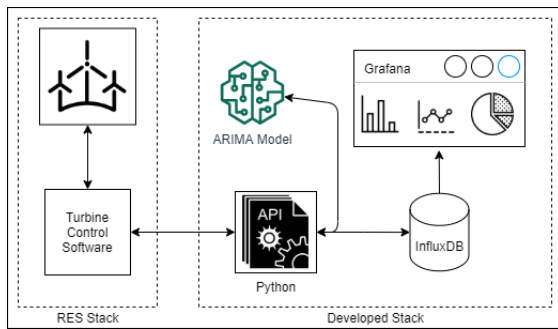 Grafana
ARIMA Model
Turbine
Control
Software
API
Python
InfluxDB
RES Stack
Developed Stack